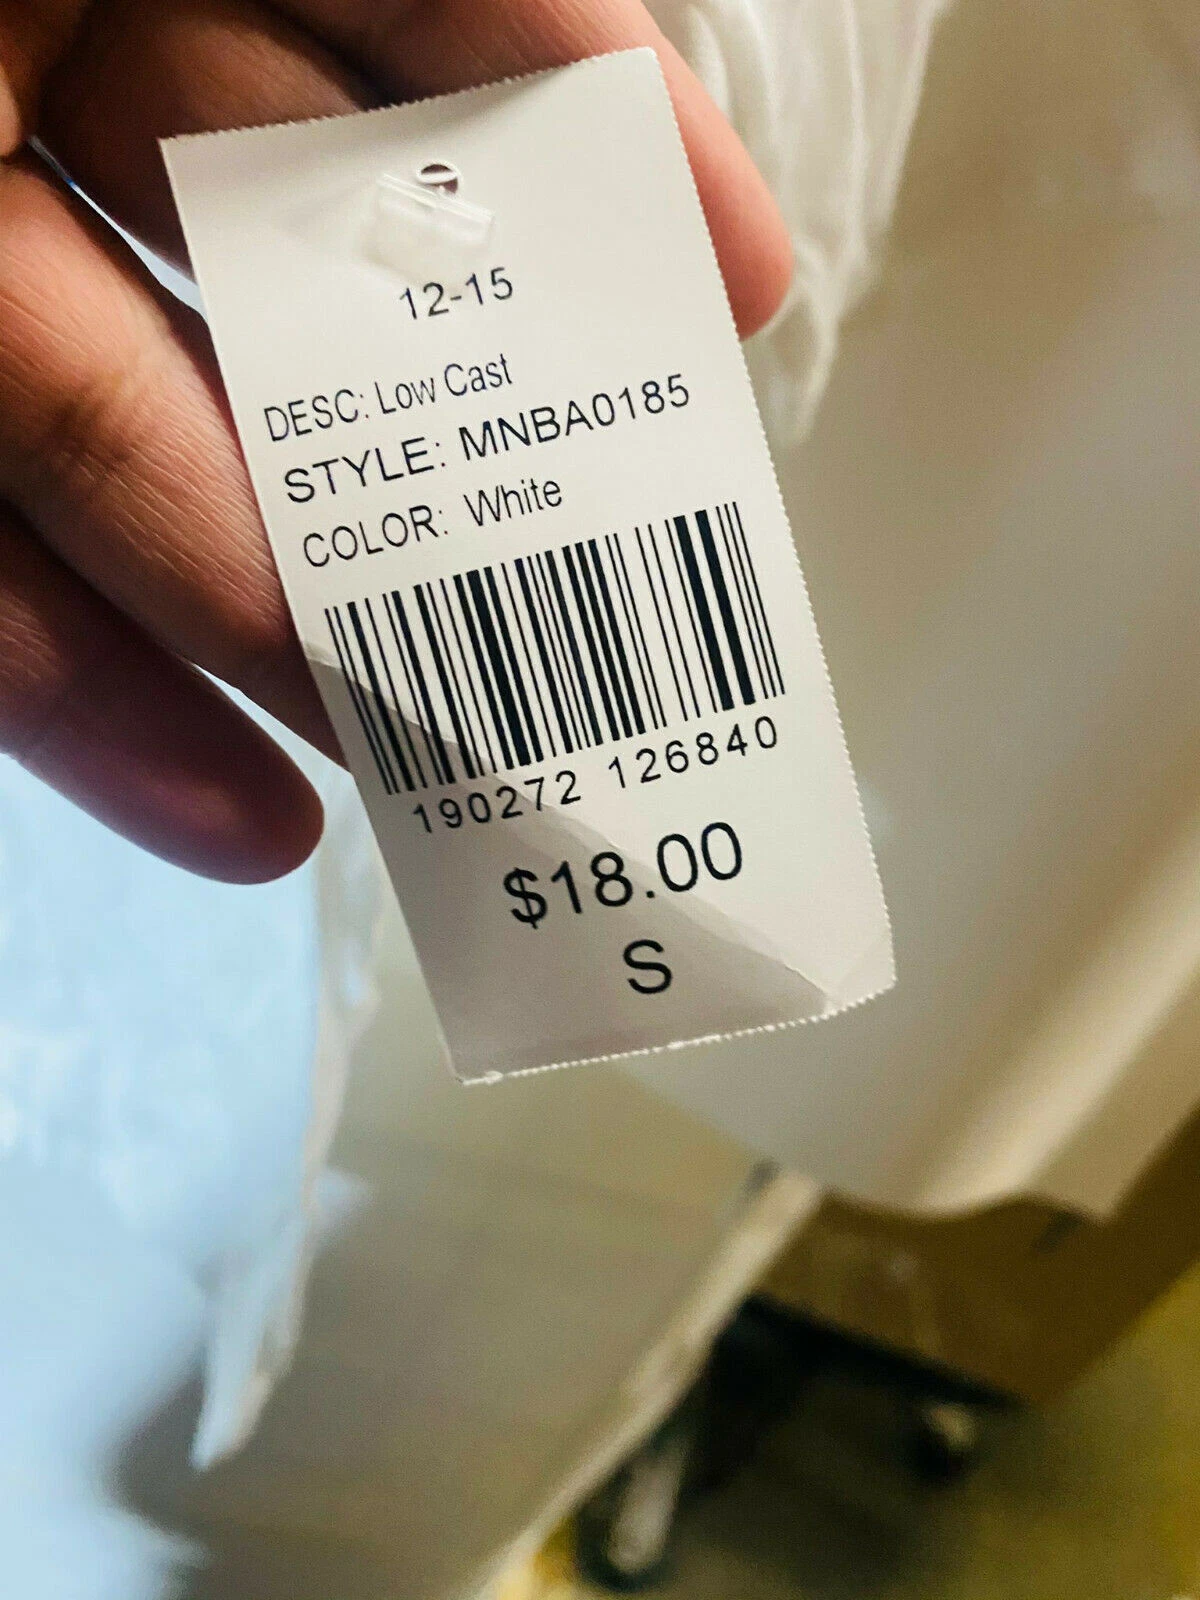 12-15
DESC: Low Cast
STYLE: MNBA0185
COLOR: White
190272 126840
$18.00
S